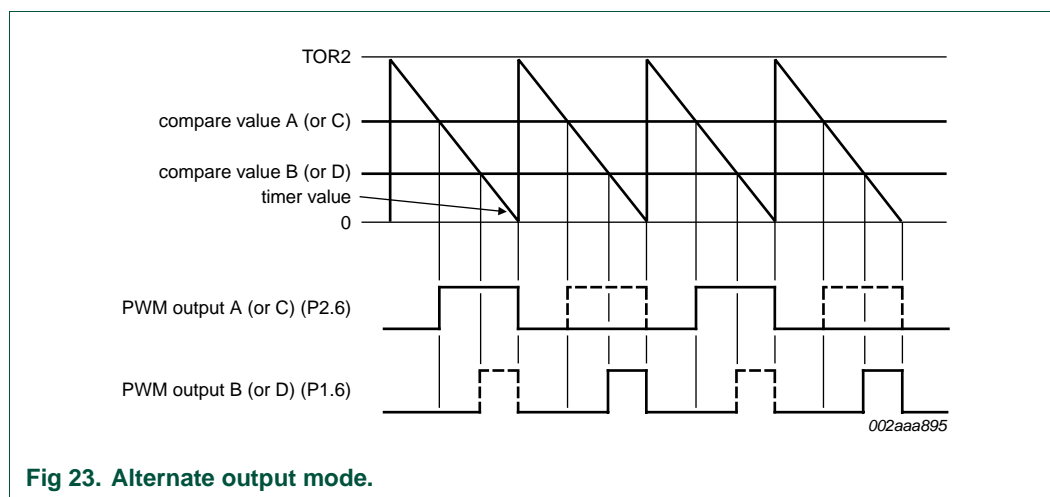 TOR2
compare value A (or C)
compare value B (or D)
timer value
0
PWM output A (or C) (P2.6)
PWM output B (or D) (P1.6)
002aaa895
Fig 23. Alternate output mode.